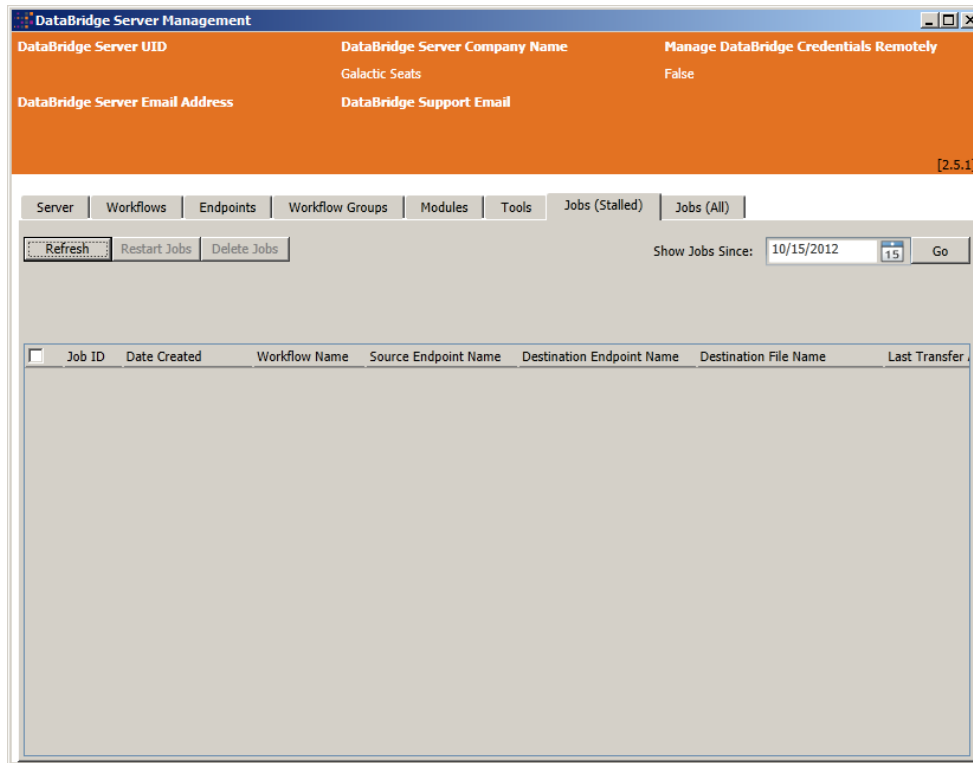 DataBridge Server Management
DataBridge Server UID DataBridge Server Company Name Manage DataBridge Credentials Remotely
Galactic Seats False
DataBridge Server Email Address DataBridge Support Email
[2.5.1]
Server Workflows Endpoints Workflow Groups Modules Tools Jobs (Stalled) Jobs (All)
Refresh Restart Jobs Delete Jobs Show Jobs Since: 10/15/2012 15 Go
Job ID Date Created Workflow Name Source Endpoint Name Destination Endpoint Name Destination File Name Last Transfer